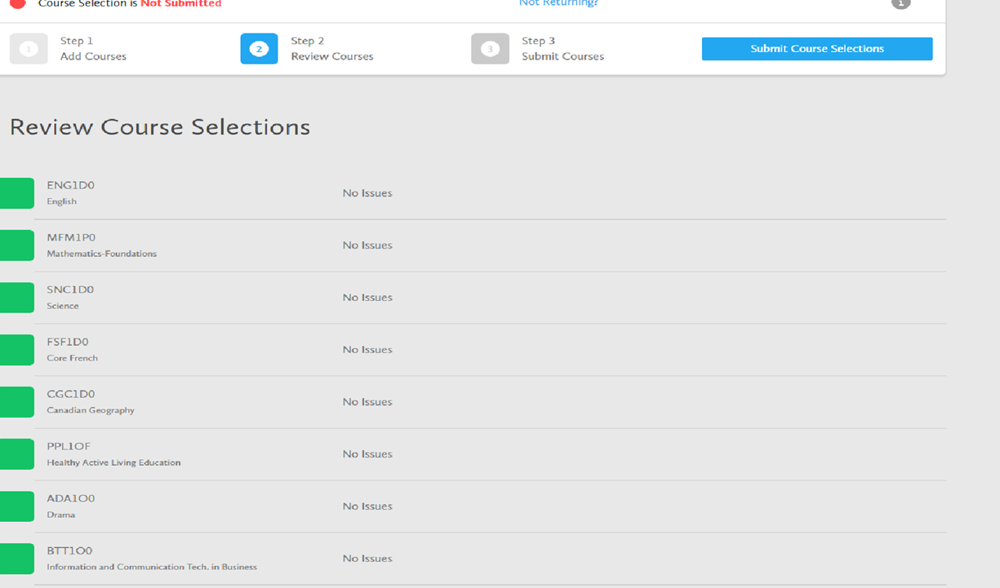 Course Selection is Not Submitted
Not Returning?
1
Step 1
Add Courses
2
Step 2
Review Courses
3
Step 3
Submit Courses
Submit Course Selections
Review Course Selections
ENG1D0
English
No Issues
MFM1P0
Mathematics-Foundations
No Issues
SNC1D0
Science
No Issues
FSF1D0
Core French
No Issues
CGC1D0
Canadian Geography
No Issues
PPL1OF
Healthy Active Living Education
No Issues
ADA1O0
Drama
No Issues
BTT1O0
Information and Communication Tech. in Business
No Issues